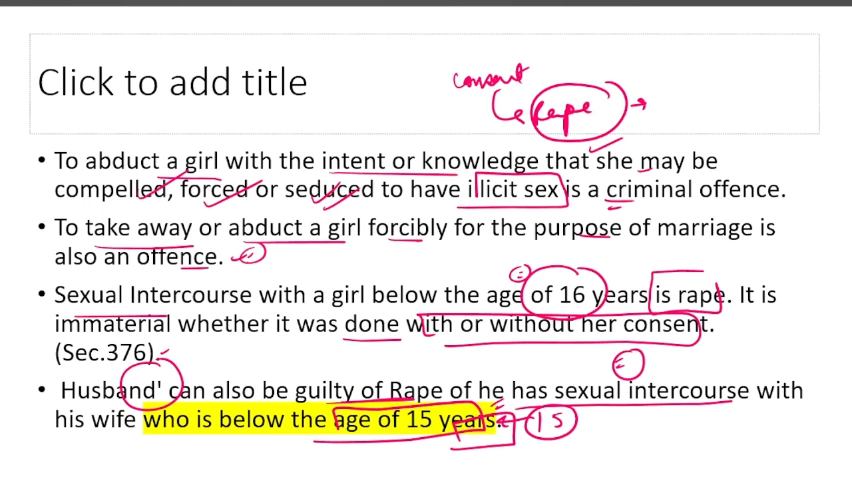 Click to add title
consent
Rape
• To abduct a girl with the intent or knowledge that she may be
compelled, forced or seduced to have illicit sex is a criminal offence.
• To take away or abduct a girl forcibly for the purpose of marriage is
also an offence.
• Sexual Intercourse with a girl below the age of 16 years is rape. It is
immaterial whether it was done with or without her consent.
(Sec.376).
• Husband' can also be guilty of Rape of he has sexual intercourse with
his wife who is below the age of 15 years. 15